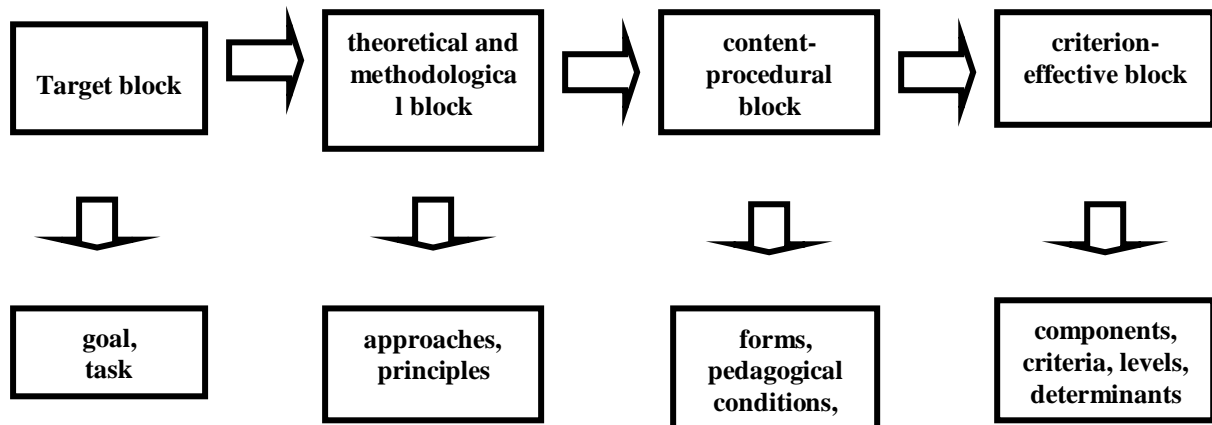 Target block
theoretical and
methodologica
l block
content-
procedural
block
criterion-
effective block
goal,
task
approaches,
principles
forms,
pedagogical
conditions,
components,
criteria, levels,
determinants